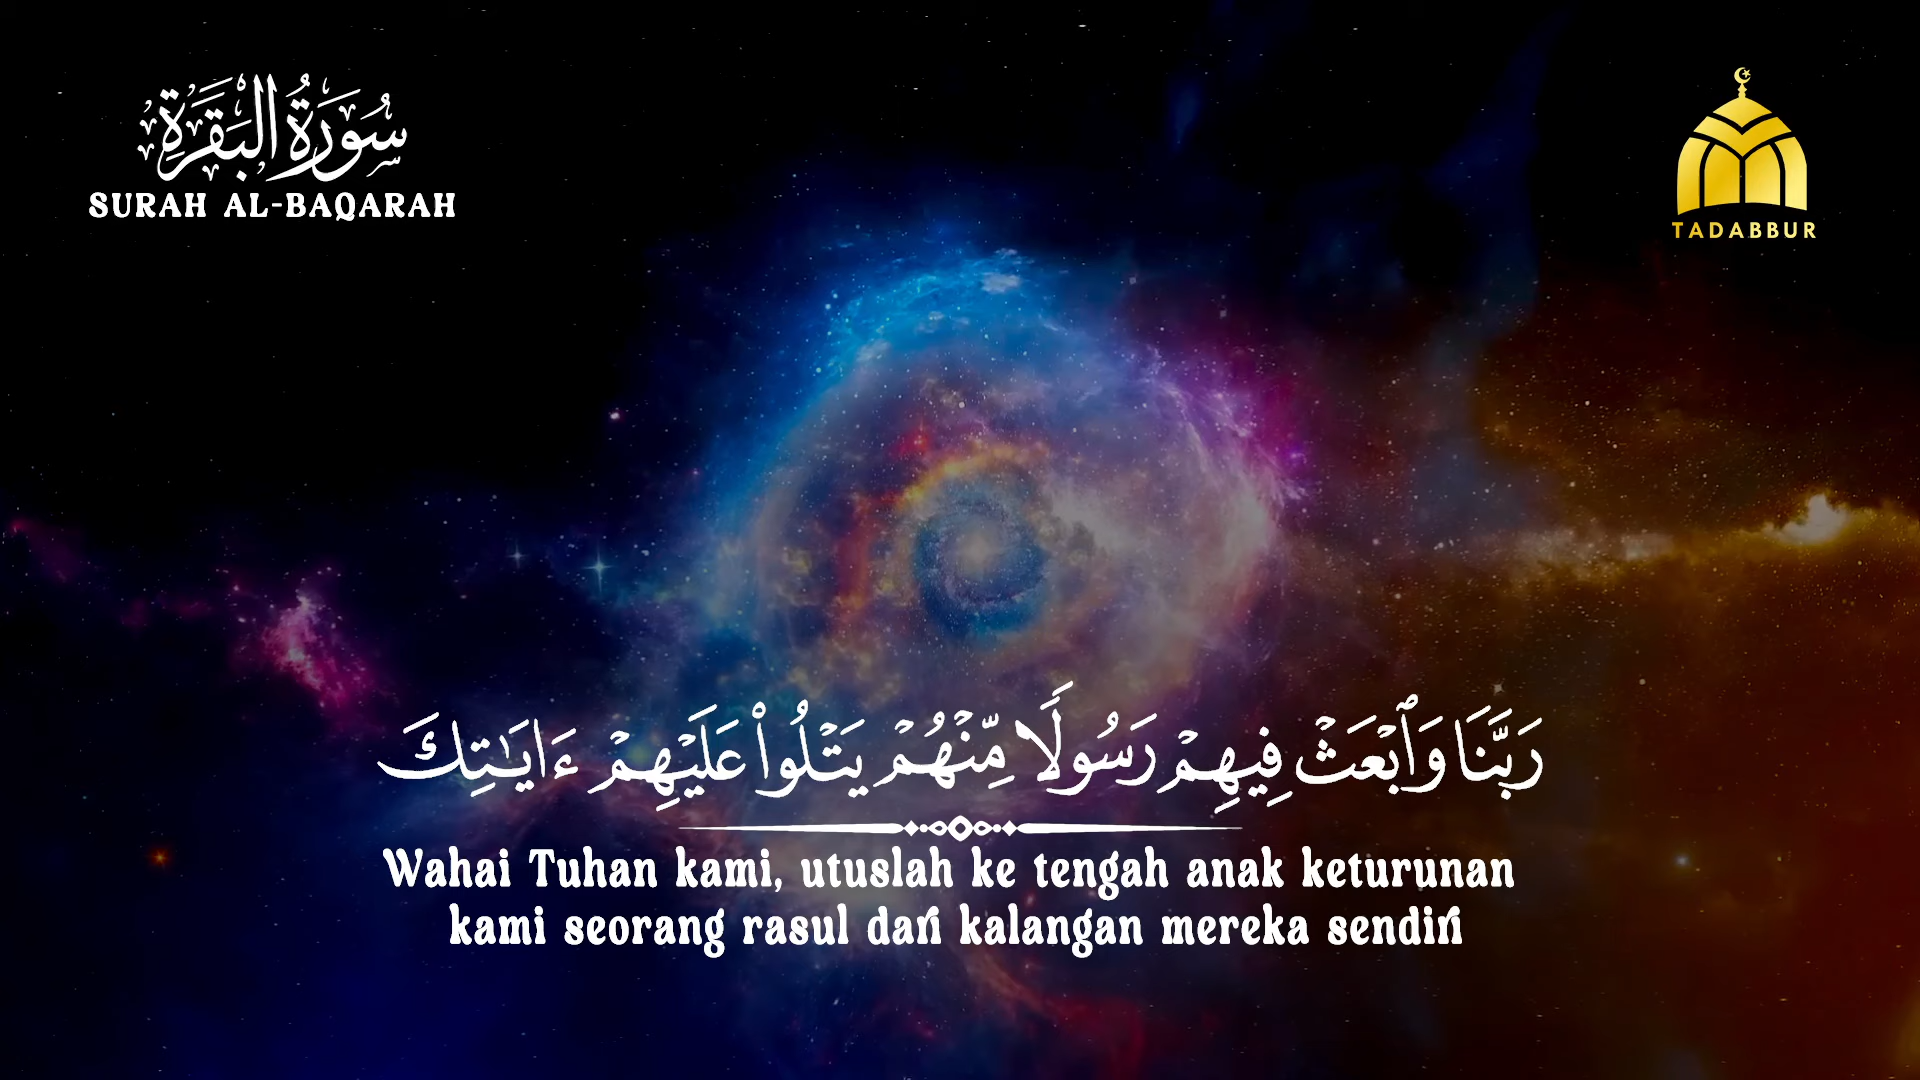 سُورَةُ الْبَقَرَةِ
SURAH AL-BAQARAH
TADABBUR
رَبَّنَا وَٱبْعَثْ فِيهِمْ رَسُولًا مِّنْهُمْ يَتْلُوا۟ عَلَيْهِمْ ءَايَـٰتِكَ
Wahai Tuhan kami, utuslah ke tengah anak keturunan
kami seorang rasul dari kalangan mereka sendiri